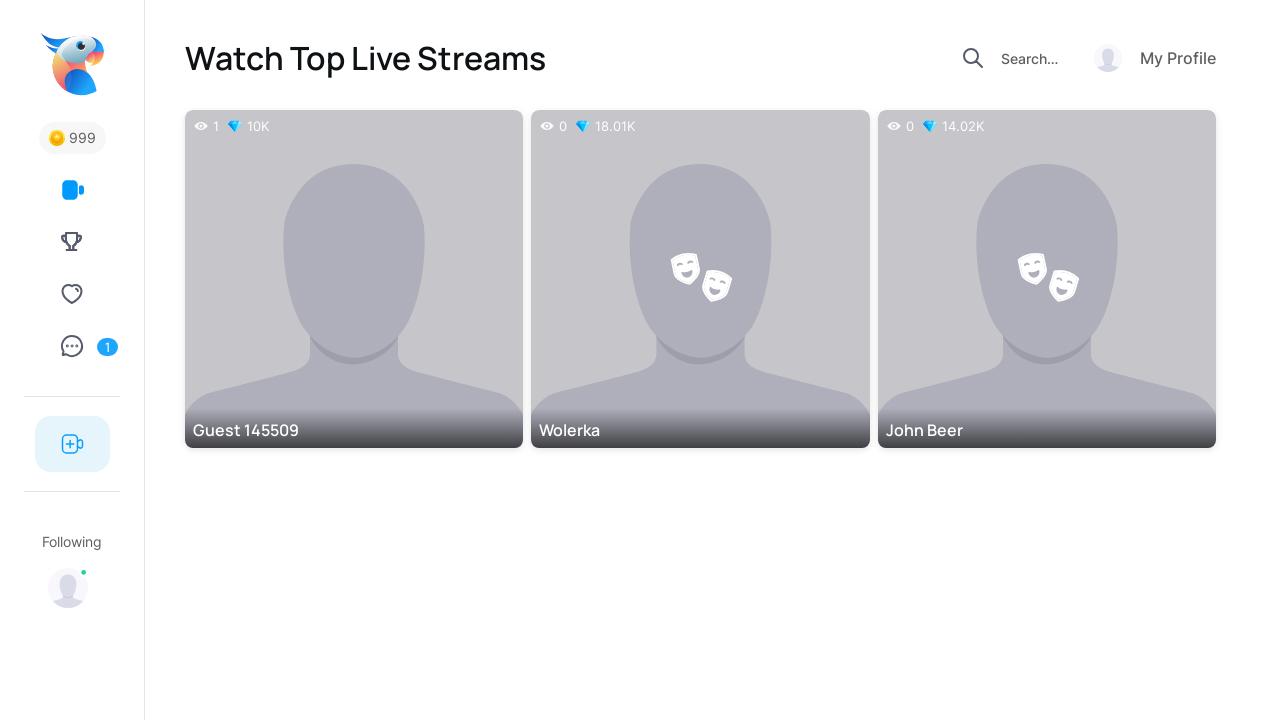 Watch Top Live Streams
Search...
My Profile
999
1
Following
1 10K
Guest 145509
0 18.01K
Wolerka
0 14.02K
John Beer